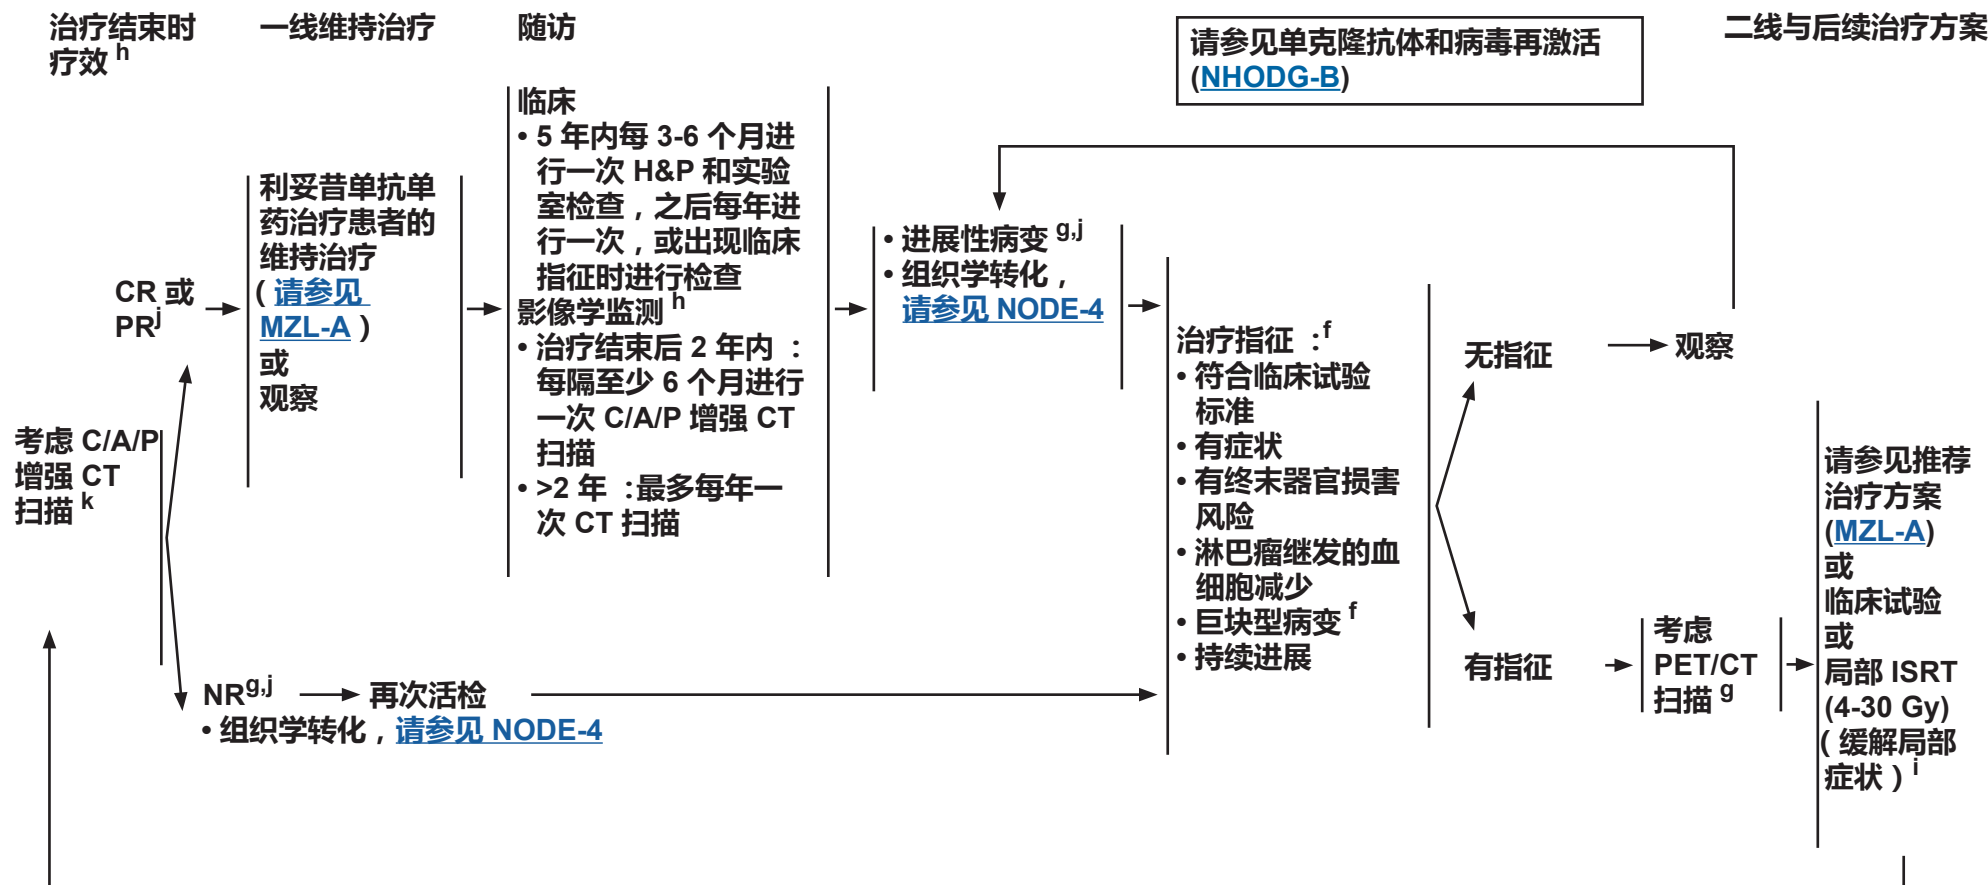 治疗结束时
疗效 h
一线维持治疗
随访
请参见单克隆抗体和病毒再激活
(NHODG-B)
二线与后续治疗方案
考虑 C/A/P
增强 CT
扫描 k
CR 或
PRj
利妥昔单抗单
药治疗患者的
维持治疗
(请参见
MZL-A)
或
观察
临床
• 5 年内每 3-6 个月进
行一次 H&P 和实验
室检查，之后每年进
行一次，或出现临床
指征时进行检查
影像学监测 h
• 治疗结束后 2 年内：
每隔至少 6 个月进行
一次 C/A/P 增强 CT
扫描
• >2 年：最多每年一
次 CT 扫描
• 进展性病变 g,j
• 组织学转化，
请参见 NODE-4
NRg,j
再次活检
• 组织学转化，请参见 NODE-4
治疗指征：f
• 符合临床试验
标准
• 有症状
• 有终末器官损害
风险
• 淋巴瘤继发的血
细胞减少
• 巨块型病变 f
• 持续进展
无指征
观察
有指征
考虑
PET/CT
扫描 g
请参见推荐
治疗方案
(MZL-A)
或
临床试验
或
局部 ISRT
(4-30 Gy)
(缓解局部
症状) i